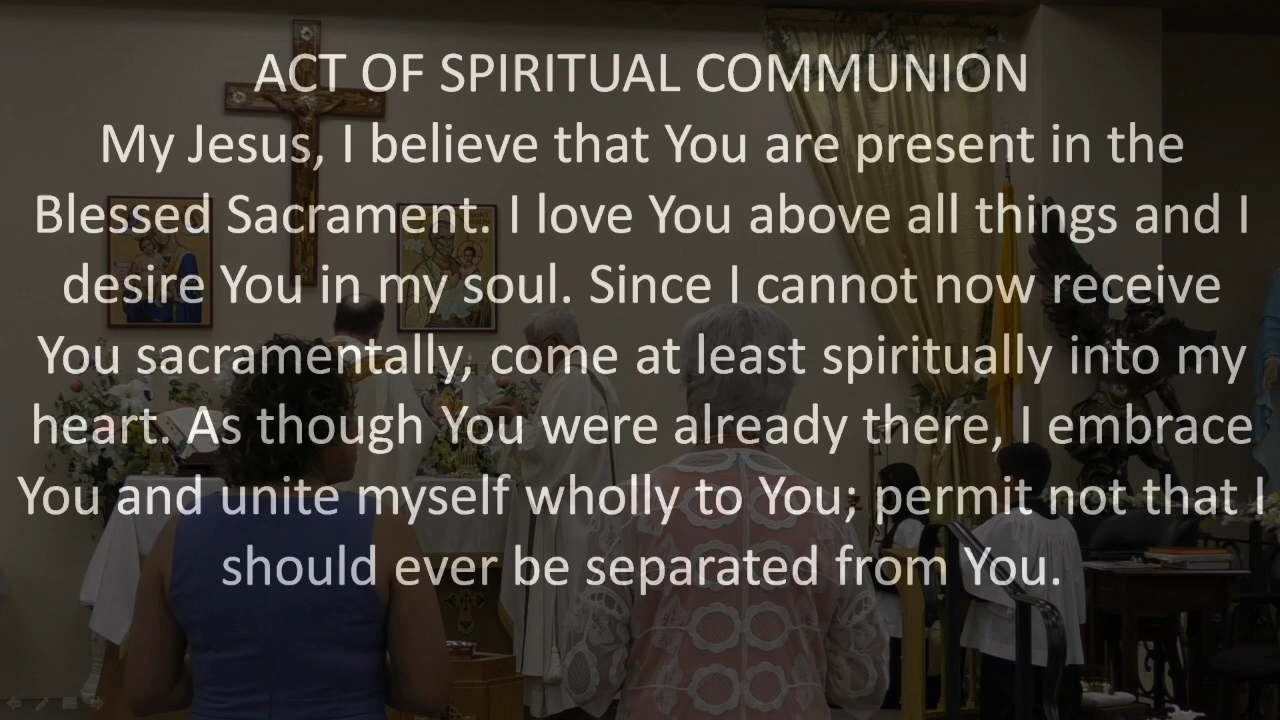 ACT OF SPIRITUAL COMMUNION
My Jesus, I believe that You are present in the
Blessed Sacrament. I love You above all things and I
desire You in my soul. Since I cannot now receive
You sacramentally, come at least spiritually into my
heart. As though You were already there, I embrace
You and unite myself wholly to You; permit not that I
should ever be separated from You.